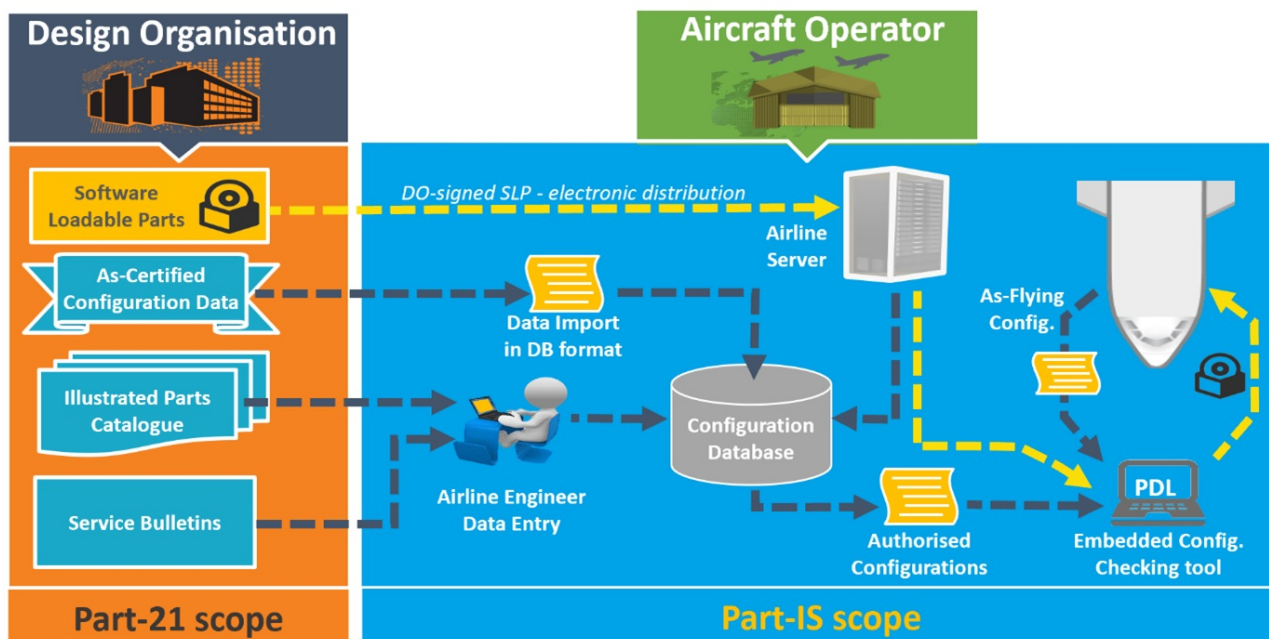 Design Organisation
Aircraft Operator
Software
Loadable Parts
DO-signed SLP - electronic distribution
Airline
Server
As-Certified
Configuration Data
Data Import
in DB format
As-Flying
Config.
Illustrated Parts
Catalogue
Configuration
Database
Airline Engineer
Data Entry
Service Bulletins
Authorised
Configurations
PDL
Embedded Config.
Checking tool
Part-21 scope
Part-IS scope